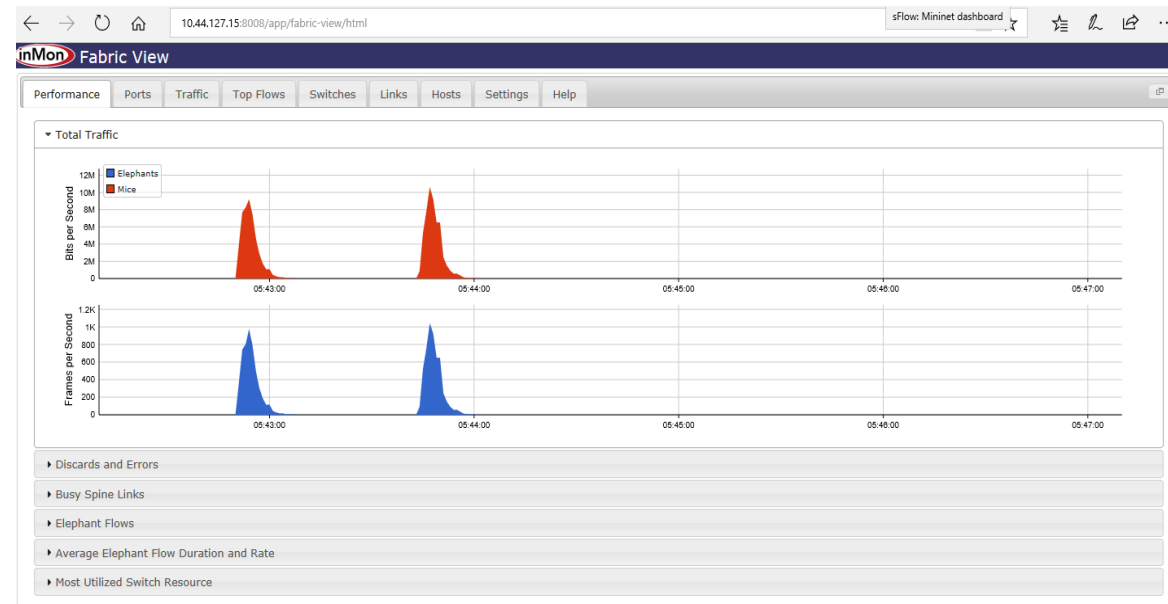 10.44.127.15:8008/app/fabric-view/html
sFlow: Mininet dashboard
inMon Fabric View
Performance Ports Traffic Top Flows Switches Links Hosts Settings Help
Total Traffic
Elephants
Mice
Bits per Second
12M
10M
8M
6M
4M
2M
0
05:43:00 05:44:00 05:45:00 05:46:00 05:47:00
Frames per Second
1.2K
1K
800
600
400
200
0
05:43:00 05:44:00 05:45:00 05:46:00 05:47:00
Discards and Errors
Busy Spine Links
Elephant Flows
Average Elephant Flow Duration and Rate
Most Utilized Switch Resource